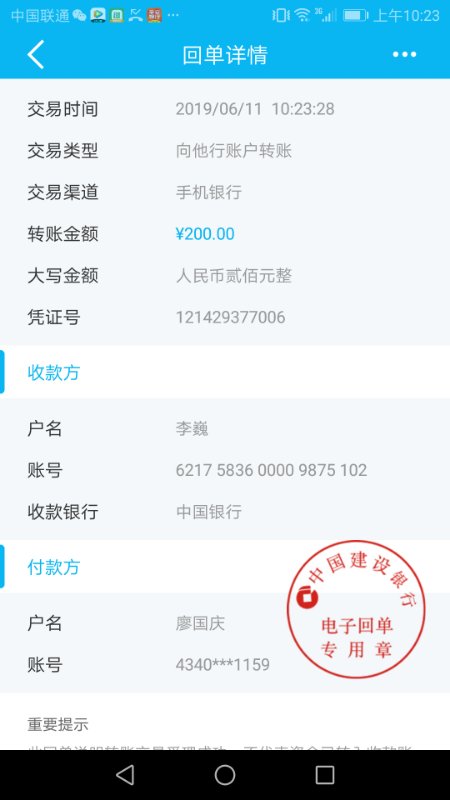 中国联通 3G 上午10:23
回单详情
交易时间 2019/06/11 10:23:28
交易类型 向他行账户转账
交易渠道 手机银行
转账金额 ¥200.00
大写金额 人民币贰佰元整
凭证号 121429377006
收款方
户名 李巍
账号 6217 5836 0000 9875 102
收款银行 中国银行
付款方
户名 廖国庆
账号 4340***1159
中国建设银行
电子回单
专用章
重要提示